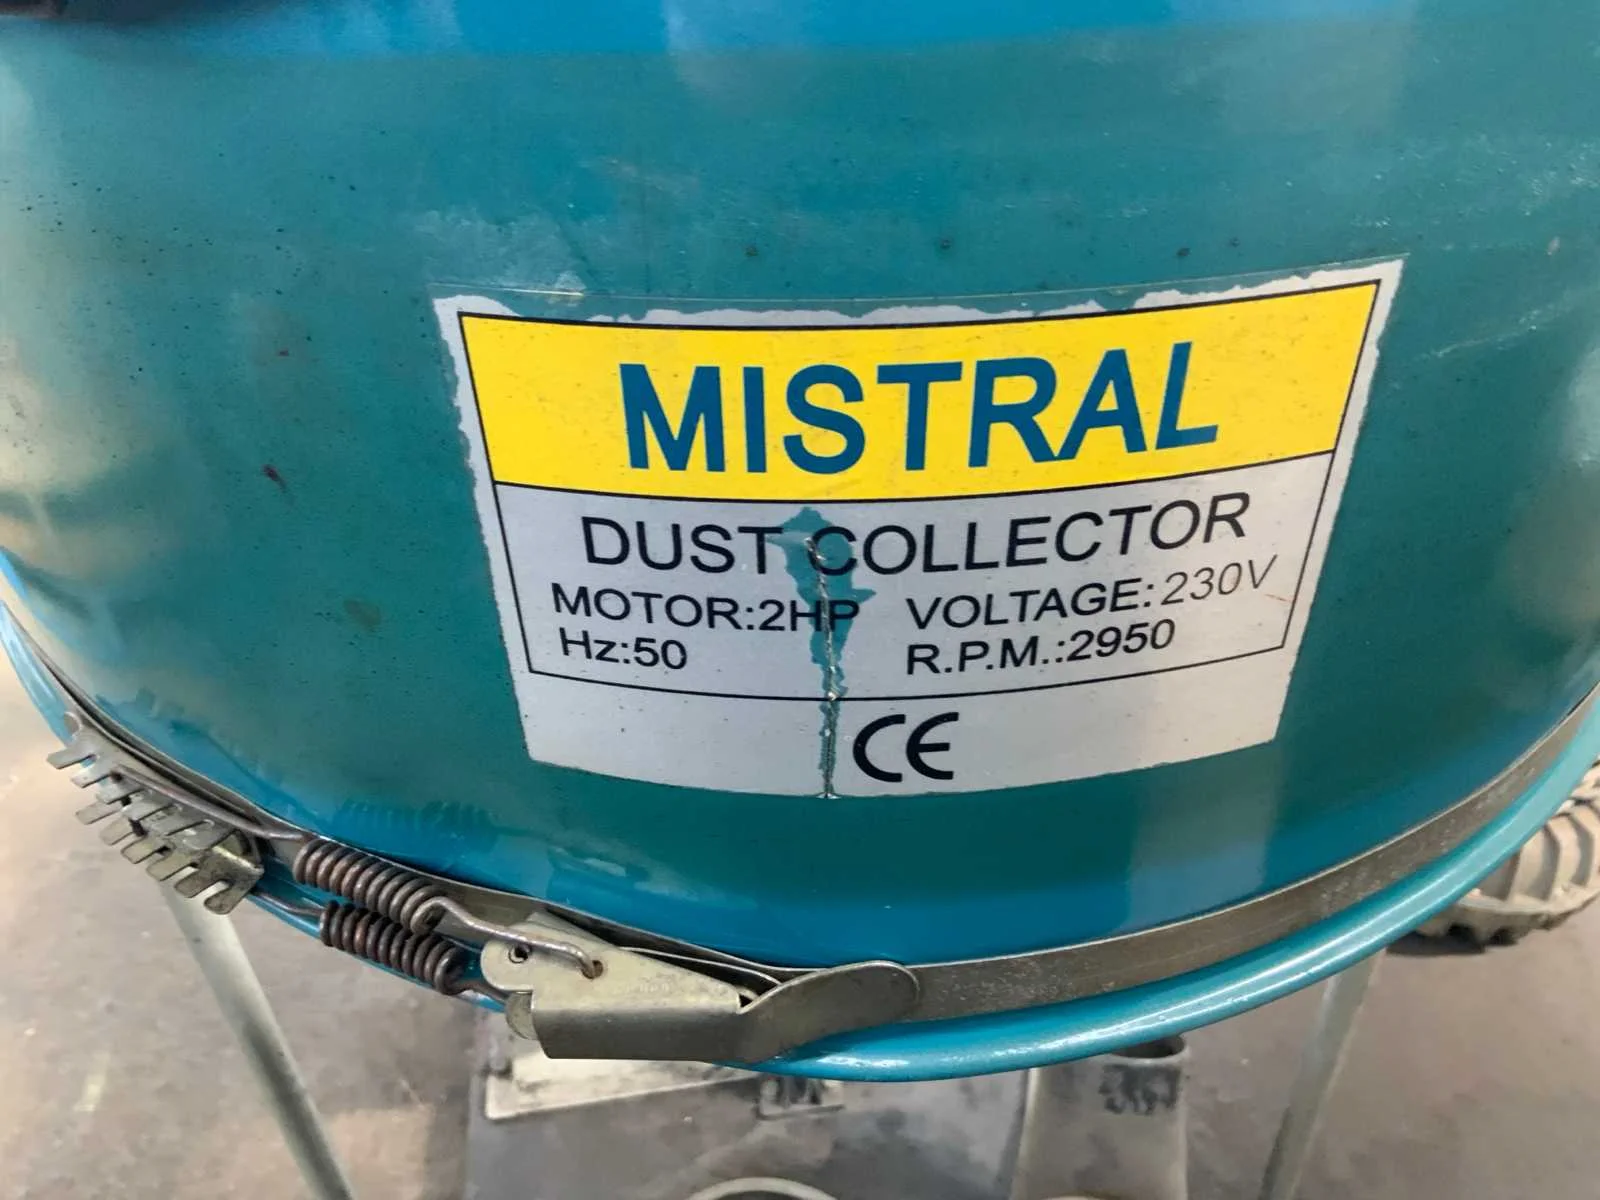 MISTRAL
DUST COLLECTOR
MOTOR:2HP VOLTAGE:230V
Hz:50 R.P.M.:2950
CE